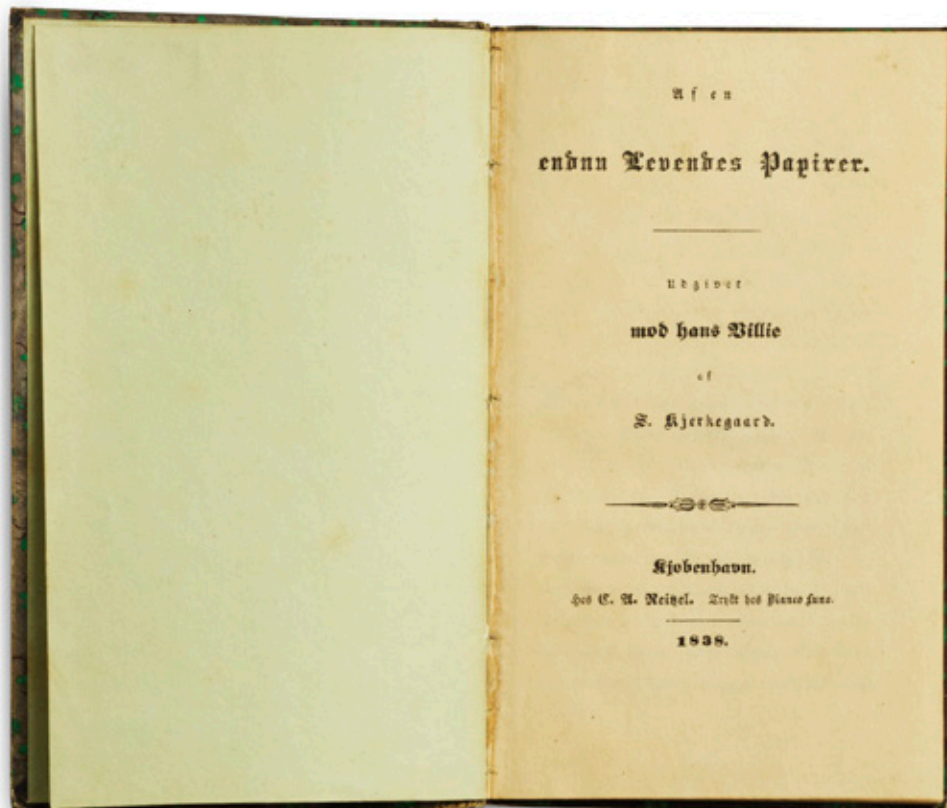 Af en
endnu Levendes Papirer.
Udgivet
mod hans Villie
af
S. Kjerkegaard.
Kjøbenhavn.
Hos C. A. Reitzel. Trykt hos Bianco Luno.
1838.